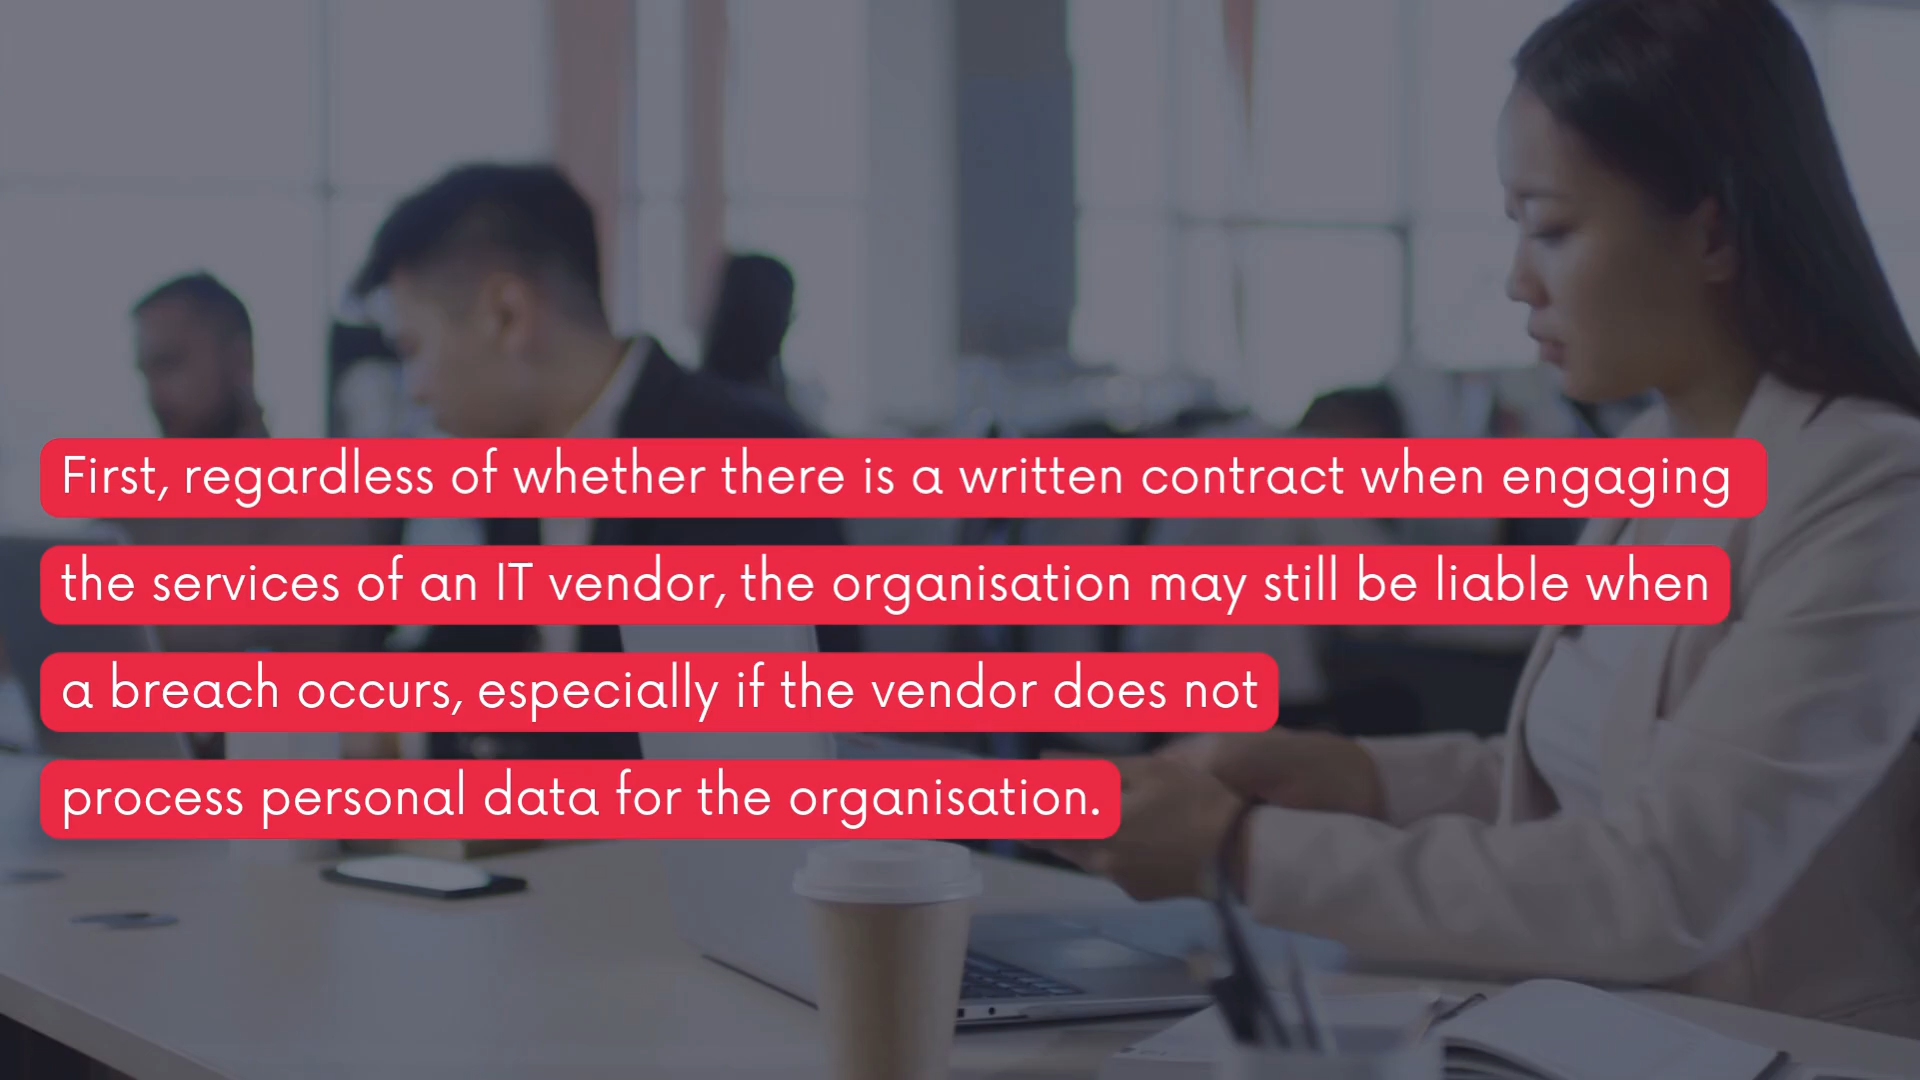 First, regardless of whether there is a written contract when engaging
the services of an IT vendor, the organisation may still be liable when
a breach occurs, especially if the vendor does not
process personal data for the organisation.